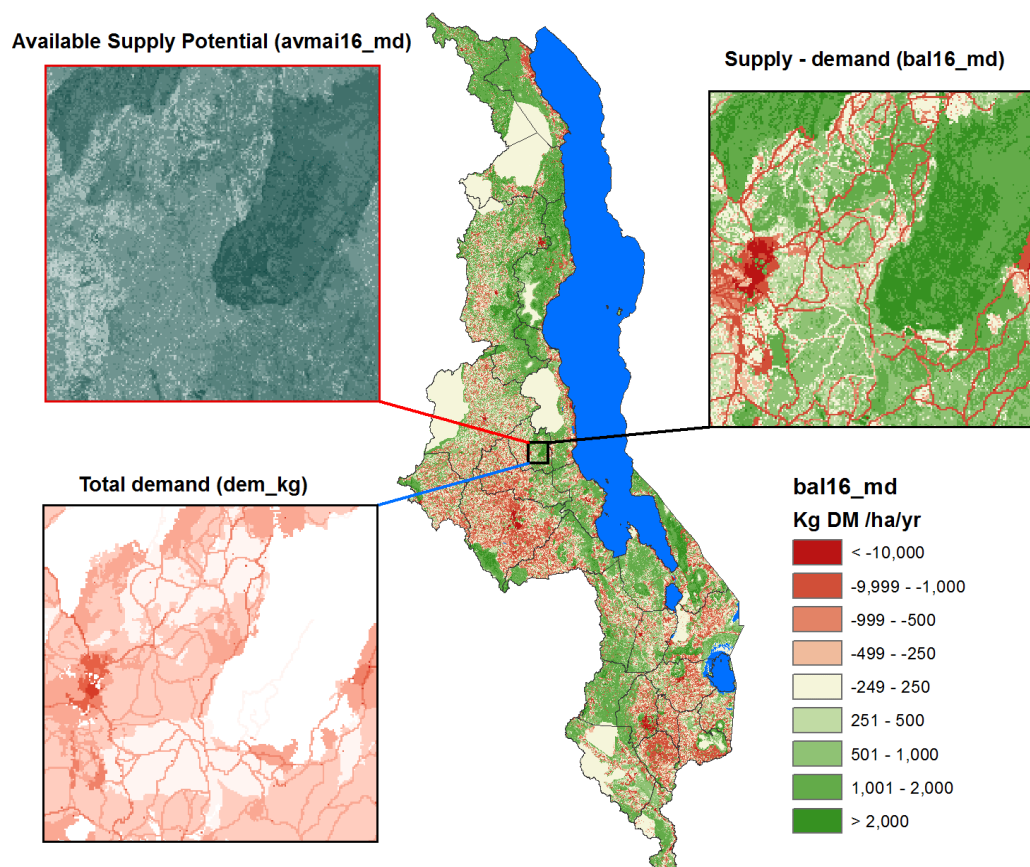 Available Supply Potential (avmai16_md)
Supply - demand (bal16_md)
Total demand (dem_kg)
bal16_md
Kg DM /ha/yr
< -10,000
-9,999 - -1,000
-999 - -500
-499 - -250
-249 - 250
251 - 500
501 - 1,000
1,001 - 2,000
> 2,000